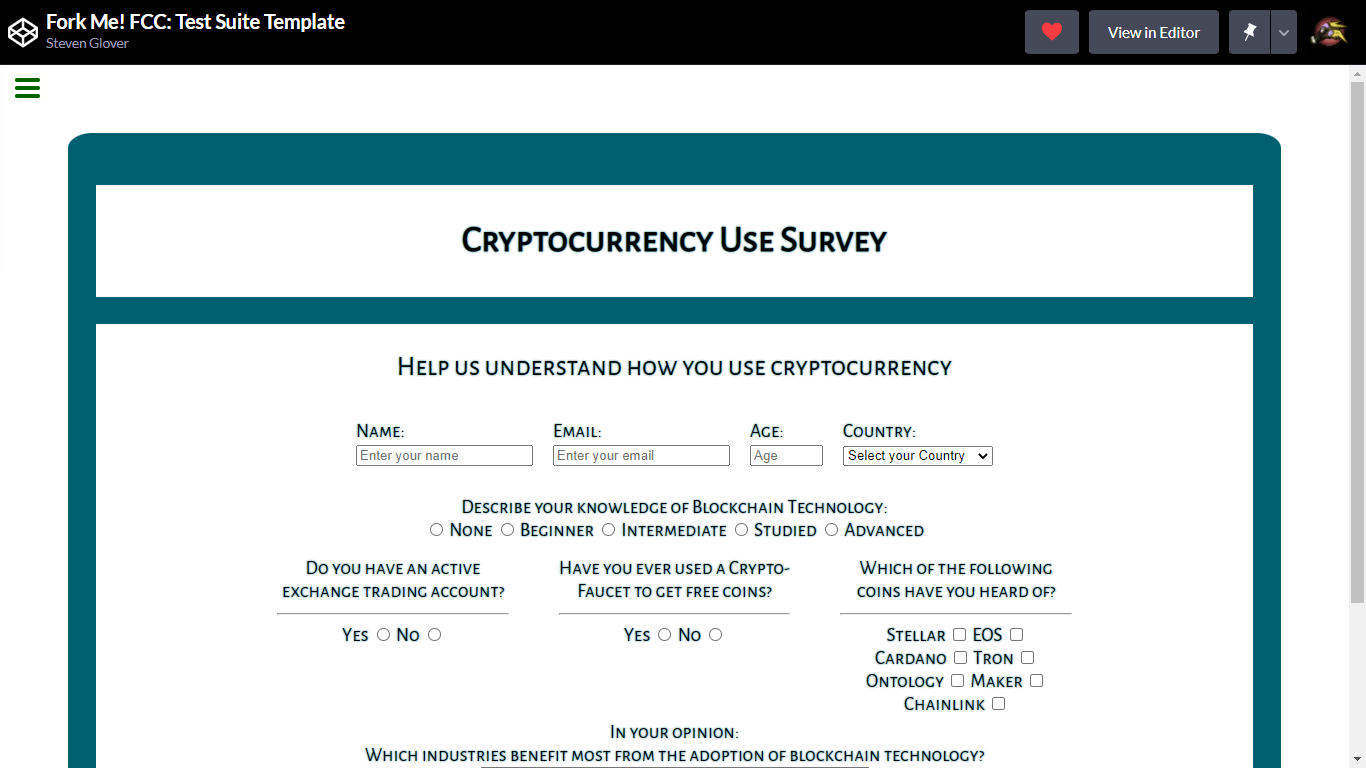 Fork Me! FCC: Test Suite Template
Steven Glover
View in Editor
Cryptocurrency Use Survey
Help us understand how you use cryptocurrency
Name: Email: Age: Country:
Enter your name Enter your email Age Select your Country
Describe your knowledge of Blockchain Technology:
None Beginner Intermediate Studied Advanced
Do you have an active
exchange trading account?
Yes No
Have you ever used a Crypto-
Faucet to get free coins?
Yes No
Which of the following
coins have you heard of?
Stellar EOS
Cardano Tron
Ontology Maker
Chainlink
In your opinion:
Which industries benefit most from the adoption of blockchain technology?